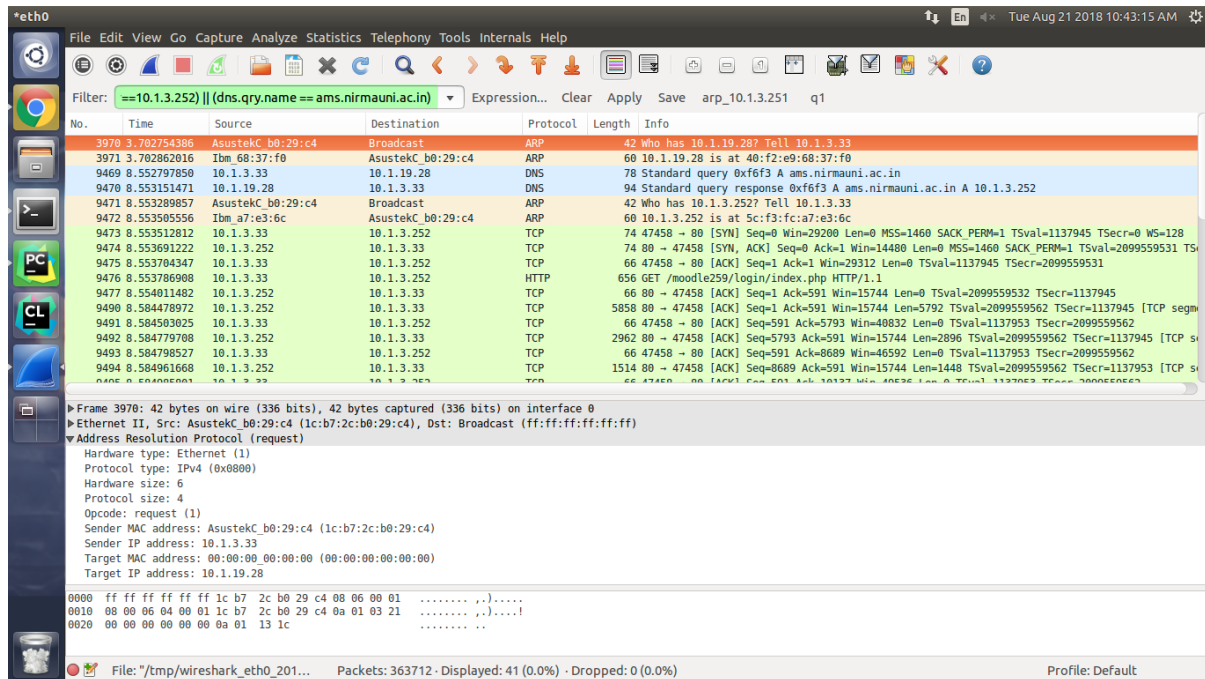 *eth0 En Tue Aug 21 2018 10:43:15 AM
File Edit View Go Capture Analyze Statistics Telephony Tools Internals Help
Filter: ==10.1.3.252) || (dns.qry.name == ams.nirmauni.ac.in) Expression... Clear Apply Save arp_10.1.3.251 q1
No. Time Source Destination Protocol Length Info
3970 3.702754386 AsustekC_b0:29:c4 Broadcast ARP 42 Who has 10.1.19.28? Tell 10.1.3.33
3971 3.702862016 Ibm_68:37:f0 AsustekC_b0:29:c4 ARP 60 10.1.19.28 is at 40:f2:e9:68:37:f0
9469 8.552797850 10.1.3.33 10.1.19.28 DNS 78 Standard query 0xf6f3 A ams.nirmauni.ac.in
9470 8.553151471 10.1.19.28 10.1.3.33 DNS 94 Standard query response 0xf6f3 A ams.nirmauni.ac.in A 10.1.3.252
9471 8.553289857 AsustekC_b0:29:c4 Broadcast ARP 42 Who has 10.1.3.252? Tell 10.1.3.33
9472 8.553505556 Ibm_a7:e3:6c AsustekC_b0:29:c4 ARP 60 10.1.3.252 is at 5c:f3:fc:a7:e3:6c
9473 8.553512812 10.1.3.33 10.1.3.252 TCP 74 47458 → 80 [SYN] Seq=0 Win=29200 Len=0 MSS=1460 SACK_PERM=1 TSval=1137945 TSecr=0 WS=128
9474 8.553691222 10.1.3.252 10.1.3.33 TCP 74 80 → 47458 [SYN, ACK] Seq=0 Ack=1 Win=14480 Len=0 MSS=1460 SACK_PERM=1 TSval=2099559531 TS
9475 8.553704347 10.1.3.33 10.1.3.252 TCP 66 47458 → 80 [ACK] Seq=1 Ack=1 Win=29312 Len=0 TSval=1137945 TSecr=2099559531
9476 8.553786908 10.1.3.33 10.1.3.252 HTTP 656 GET /moodle259/login/index.php HTTP/1.1
9477 8.554011482 10.1.3.252 10.1.3.33 TCP 66 80 → 47458 [ACK] Seq=1 Ack=591 Win=15744 Len=0 TSval=2099559532 TSecr=1137945
9490 8.584478972 10.1.3.252 10.1.3.33 TCP 5858 80 → 47458 [ACK] Seq=1 Ack=591 Win=15744 Len=5792 TSval=2099559562 TSecr=1137945 [TCP segm
9491 8.584503025 10.1.3.33 10.1.3.252 TCP 66 47458 → 80 [ACK] Seq=591 Ack=5793 Win=40832 Len=0 TSval=1137953 TSecr=2099559562
9492 8.584779708 10.1.3.252 10.1.3.33 TCP 2962 80 → 47458 [ACK] Seq=5793 Ack=591 Win=15744 Len=2896 TSval=2099559562 TSecr=1137945 [TCP s
9493 8.584798527 10.1.3.33 10.1.3.252 TCP 66 47458 → 80 [ACK] Seq=591 Ack=8689 Win=46592 Len=0 TSval=1137953 TSecr=2099559562
9494 8.584961668 10.1.3.252 10.1.3.33 TCP 1514 80 → 47458 [ACK] Seq=8689 Ack=591 Win=15744 Len=1448 TSval=2099559562 TSecr=1137953 [TCP s
Frame 3970: 42 bytes on wire (336 bits), 42 bytes captured (336 bits) on interface 0
Ethernet II, Src: AsustekC_b0:29:c4 (1c:b7:2c:b0:29:c4), Dst: Broadcast (ff:ff:ff:ff:ff:ff)
Address Resolution Protocol (request)
Hardware type: Ethernet (1)
Protocol type: IPv4 (0x0800)
Hardware size: 6
Protocol size: 4
Opcode: request (1)
Sender MAC address: AsustekC_b0:29:c4 (1c:b7:2c:b0:29:c4)
Sender IP address: 10.1.3.33
Target MAC address: 00:00:00_00:00:00 (00:00:00:00:00:00)
Target IP address: 10.1.19.28
0000 ff ff ff ff ff ff 1c b7 2c b0 29 c4 08 06 00 01 ........ ,.).....
0010 08 00 06 04 00 01 1c b7 2c b0 29 c4 0a 01 03 21 ........ ,.)....!
0020 00 00 00 00 00 00 0a 01 13 1c ........ ..
PC
CL
File: "/tmp/wireshark_eth0_201... Packets: 363712 · Displayed: 41 (0.0%) · Dropped: 0 (0.0%) Profile: Default